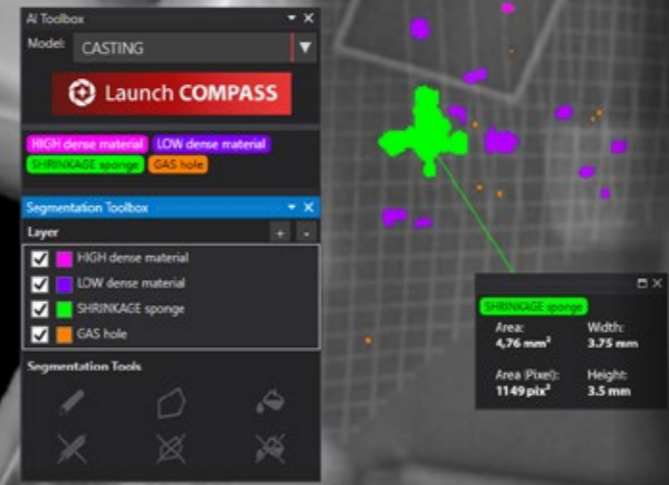 AI Toolbox
Model: CASTING
Launch COMPASS
HIGH dense material LOW dense material
SHRINKAGE sponge GAS hole
Segmentation Toolbox
Layer + -
HIGH dense material
LOW dense material
SHRINKAGE sponge
GAS hole
Segmentation Tools
SHRINKAGE sponge
Area: Width:
4,76 mm² 3.75 mm
Area (Pixel): Height:
1149 pix² 3.5 mm